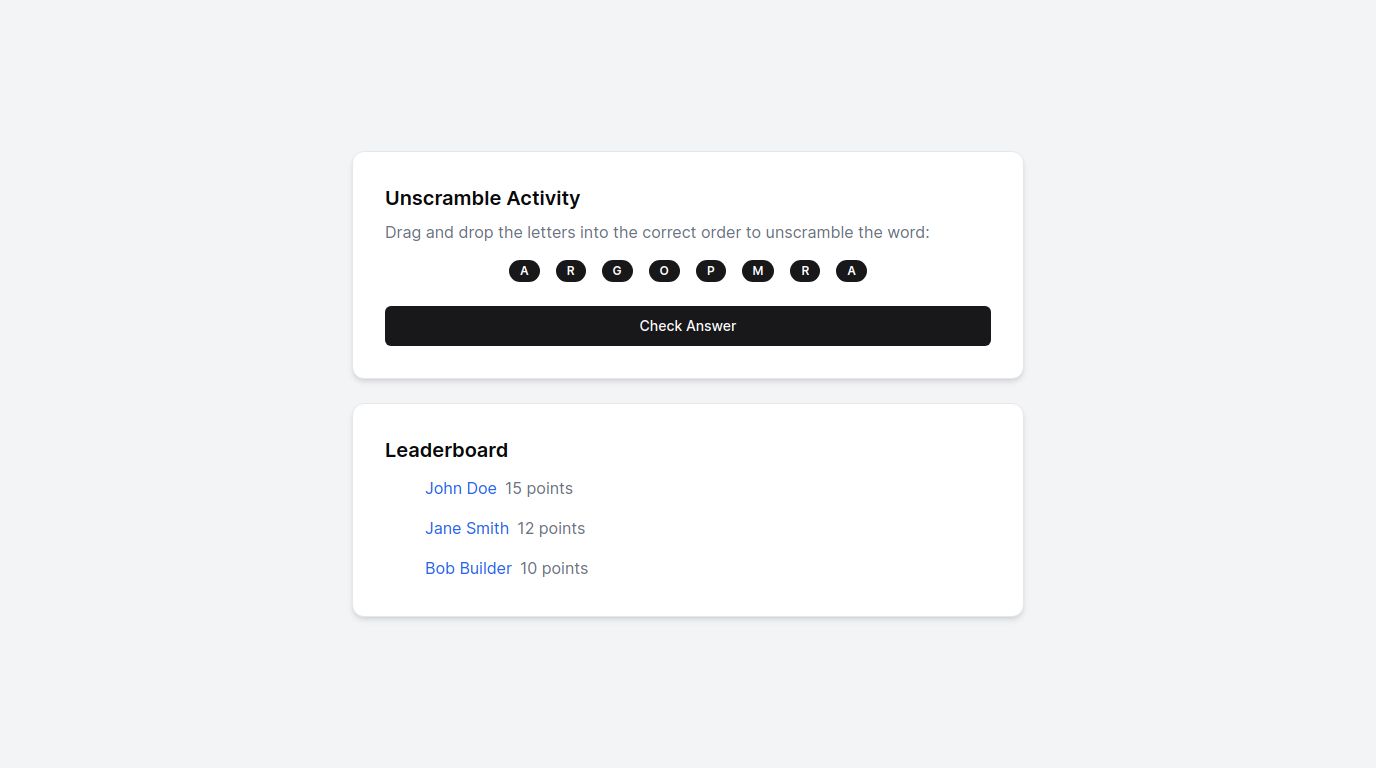 Unscramble Activity
Drag and drop the letters into the correct order to unscramble the word:
A R G O P M R A
Check Answer
Leaderboard
John Doe 15 points
Jane Smith 12 points
Bob Builder 10 points